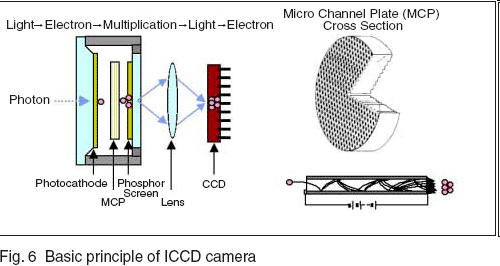 Light→Electron→Multiplication→Light→Electron
Micro Channel Plate (MCP)
Cross Section
Photon
Photocathode
MCP
Phosphor
Screen
Lens
CCD
Fig. 6 Basic principle of ICCD camera